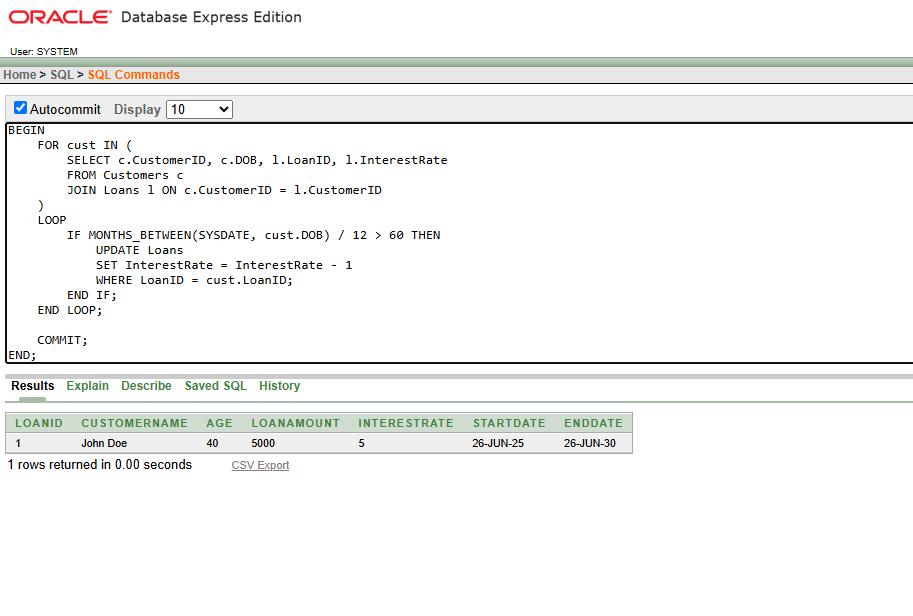 ORACLE® Database Express Edition
User: SYSTEM
Home > SQL > SQL Commands
Autocommit Display 10
BEGIN
    FOR cust IN (
        SELECT c.CustomerID, c.DOB, l.LoanID, l.InterestRate
        FROM Customers c
        JOIN Loans l ON c.CustomerID = l.CustomerID
    )
    LOOP
        IF MONTHS_BETWEEN(SYSDATE, cust.DOB) / 12 > 60 THEN
            UPDATE Loans
            SET InterestRate = InterestRate - 1
            WHERE LoanID = cust.LoanID;
        END IF;
    END LOOP;
    COMMIT;
END;
Results Explain Describe Saved SQL History
LOANID CUSTOMERNAME AGE LOANAMOUNT INTERESTRATE STARTDATE ENDDATE
1 John Doe 40 5000 5 26-JUN-25 26-JUN-30
1 rows returned in 0.00 seconds CSV Export